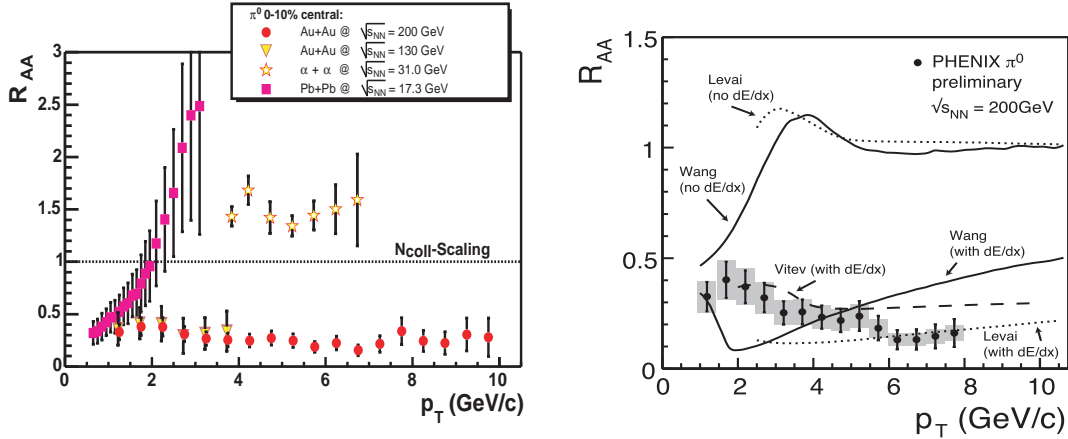 π⁰ 0-10% central:
Au+Au @ √sNN = 200 GeV
Au+Au @ √sNN = 130 GeV
α + α @ √sNN = 31.0 GeV
Pb+Pb @ √sNN = 17.3 GeV
RAA
3
2.5
2
1.5
1
0.5
0
Ncoll-Scaling
0 2 4 6 8 10
pT (GeV/c)
RAA
1.5
1
0.5
0
PHENIX π⁰
preliminary
√sNN = 200GeV
Levai
(no dE/dx)
Wang
(no dE/dx)
Wang
(with dE/dx)
Vitev (with dE/dx)
Levai
(with dE/dx)
0 2 4 6 8 10
pT (GeV/c)